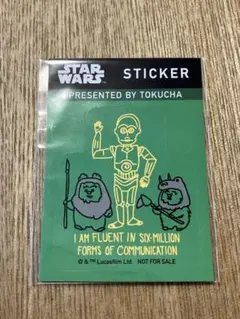 STAR WARS STICKER
PRESENTED BY TOKUCHA
I AM FLUENT IN SIX-MILLION
FORMS OF COMMUNICATION
© & ™ Lucasfilm Ltd. NOT FOR SALE